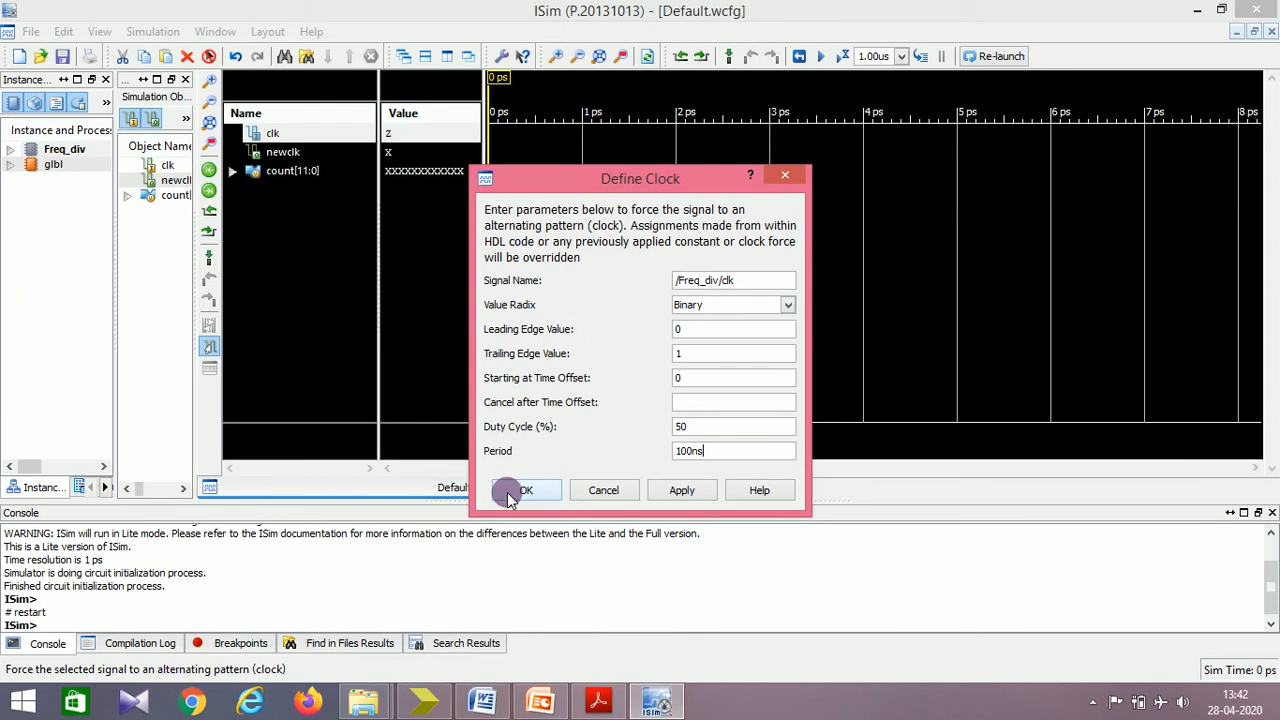 ISim (P.20131013) - [Default.wcfg]
File Edit View Simulation Window Layout Help
1.00us Re-launch
Instance...
Simulation Ob
Instance and Process
Freq_div
glbl
Object Name
clk
newcl
count[
Name Value
clk Z
newclk X
count[11:0] XXXXXXXXXXXX
0 ps
0 ps 1 ps 2 ps 3 ps 4 ps 5 ps 6 ps 7 ps 8 ps
Define Clock ?
Enter parameters below to force the signal to an
alternating pattern (clock). Assignments made from within
HDL code or any previously applied constant or clock force
will be overridden
Signal Name: /Freq_div/clk
Value Radix Binary
Leading Edge Value: 0
Trailing Edge Value: 1
Starting at Time Offset: 0
Cancel after Time Offset:
Duty Cycle (%): 50
Period 100ns
OK Cancel Apply Help
Instanc...
Default
Console
WARNING: ISim will run in Lite mode. Please refer to the ISim documentation for more information on the differences between the Lite and the Full version.
This is a Lite version of ISim.
Time resolution is 1 ps
Simulator is doing circuit initialization process.
Finished circuit initialization process.
ISim>
# restart
ISim>
Console Compilation Log Breakpoints Find in Files Results Search Results
Force the selected signal to an alternating pattern (clock)
Sim Time: 0 ps
13:42
28-04-2020